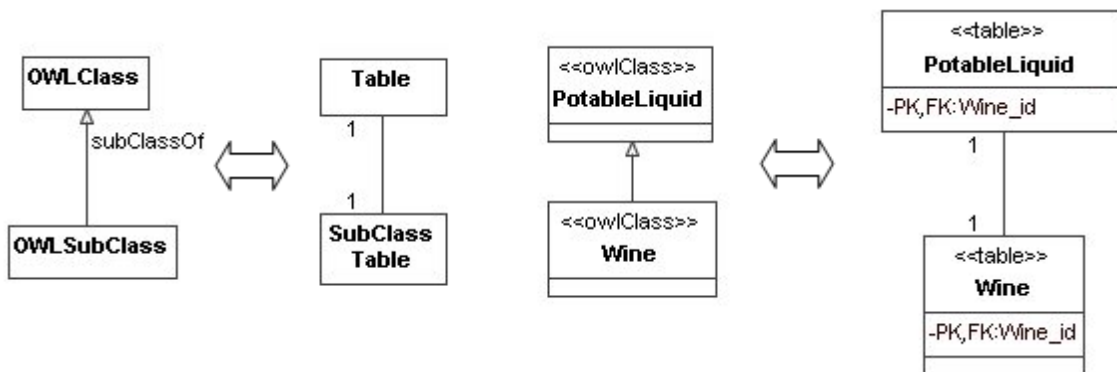 OWLClass
subClassOf
OWLSubClass
Table
1
1
SubClass
Table
<<owlClass>>
PotableLiquid
<<owlClass>>
Wine
<<table>>
PotableLiquid
-PK,FK:Wine_id
1
1
<<table>>
Wine
-PK,FK:Wine_id